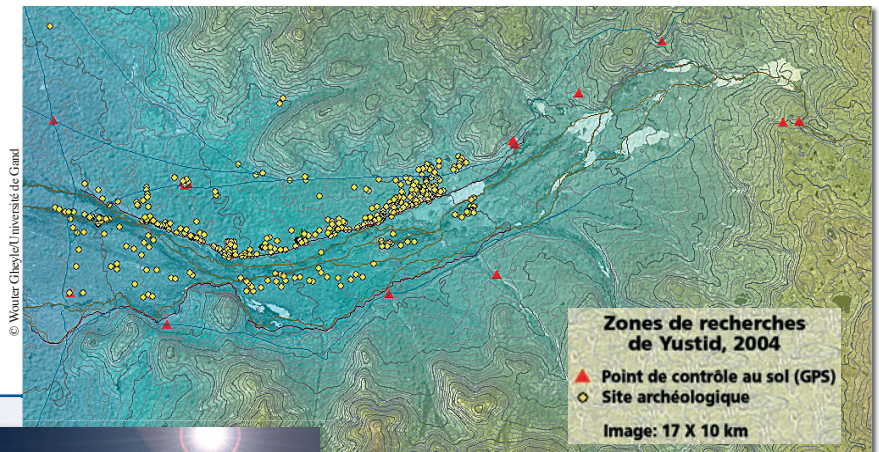 © Wouter Gheyle/Université de Gand
Zones de recherches
de Yustid, 2004
Point de contrôle au sol (GPS)
Site archéologique
Image: 17 X 10 km